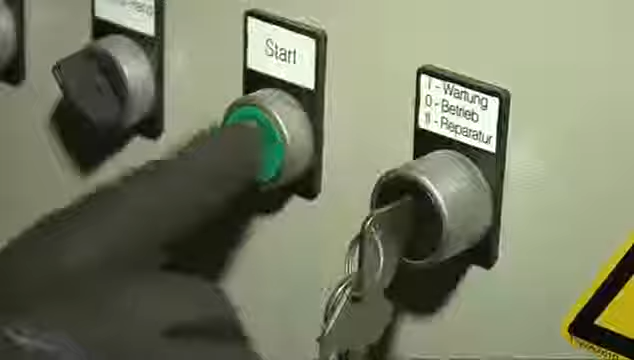 Start
I - Wartung
0 - Betrieb
II - Reparatur